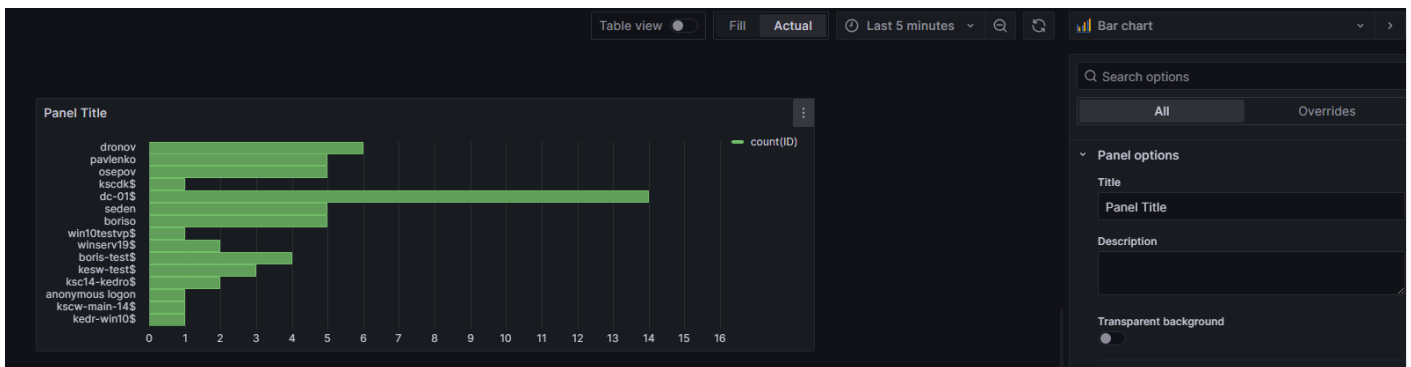 Table view
Fill
Actual
Last 5 minutes
Bar chart
Search options
All
Overrides
Panel Title
count(ID)
dronov
pavlenko
osepov
kscdk$
dc-01$
seden
boriso
win10testvp$
winserv19$
boris-test$
kesw-test$
ksc14-kedro$
anonymous logon
kscw-main-14$
kedr-win10$
0 1 2 3 4 5 6 7 8 9 10 11 12 13 14 15 16
Panel options
Title
Panel Title
Description
Transparent background